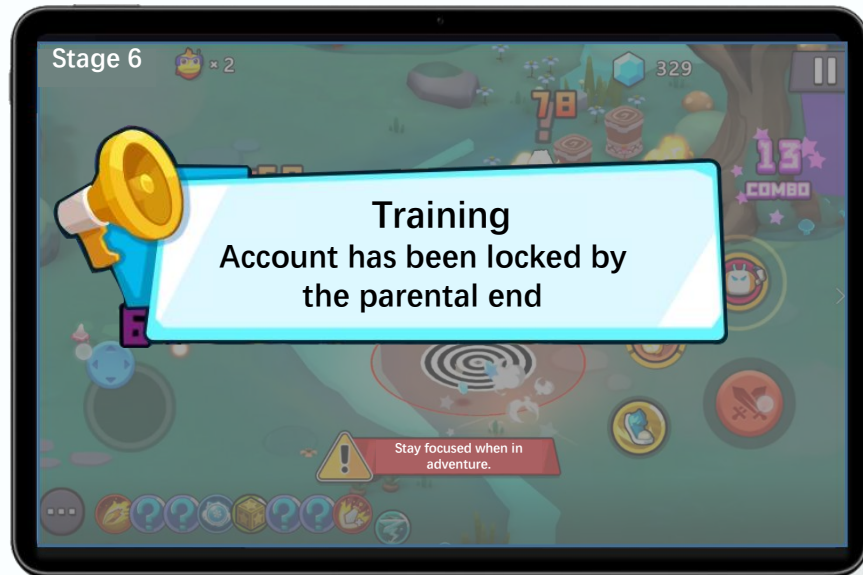 Stage 6
× 2
329
78
13
COMBO
Training
Account has been locked by
the parental end
Stay focused when in
adventure.